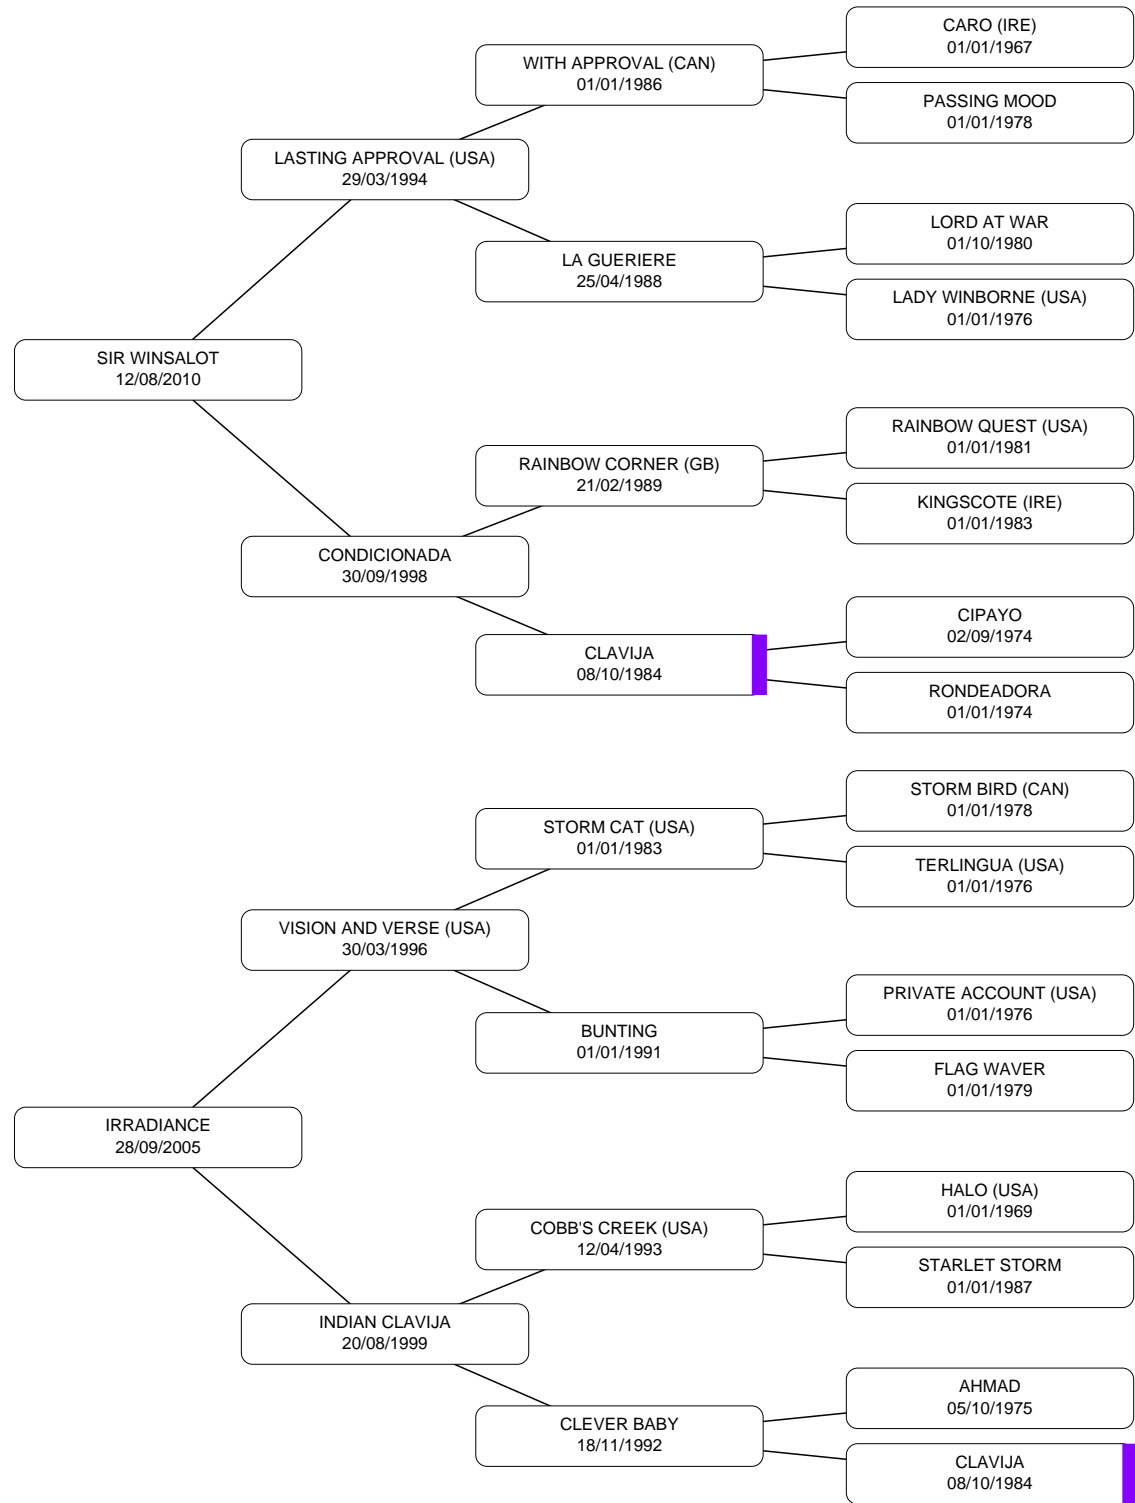 CARO (IRE)
01/01/1967
WITH APPROVAL (CAN)
01/01/1986
PASSING MOOD
01/01/1978
LASTING APPROVAL (USA)
29/03/1994
LORD AT WAR
01/10/1980
LA GUERIERE
25/04/1988
LADY WINBORNE (USA)
01/01/1976
SIR WINSALOT
12/08/2010
RAINBOW QUEST (USA)
01/01/1981
RAINBOW CORNER (GB)
21/02/1989
KINGSCOTE (IRE)
01/01/1983
CONDICIONADA
30/09/1998
CIPAYO
02/09/1974
CLAVIJA
08/10/1984
RONDEADORA
01/01/1974
STORM BIRD (CAN)
01/01/1978
STORM CAT (USA)
01/01/1983
TERLINGUA (USA)
01/01/1976
VISION AND VERSE (USA)
30/03/1996
PRIVATE ACCOUNT (USA)
01/01/1976
BUNTING
01/01/1991
FLAG WAVER
01/01/1979
IRRADIANCE
28/09/2005
HALO (USA)
01/01/1969
COBB'S CREEK (USA)
12/04/1993
STARLET STORM
01/01/1987
INDIAN CLAVIJA
20/08/1999
AHMAD
05/10/1975
CLEVER BABY
18/11/1992
CLAVIJA
08/10/1984